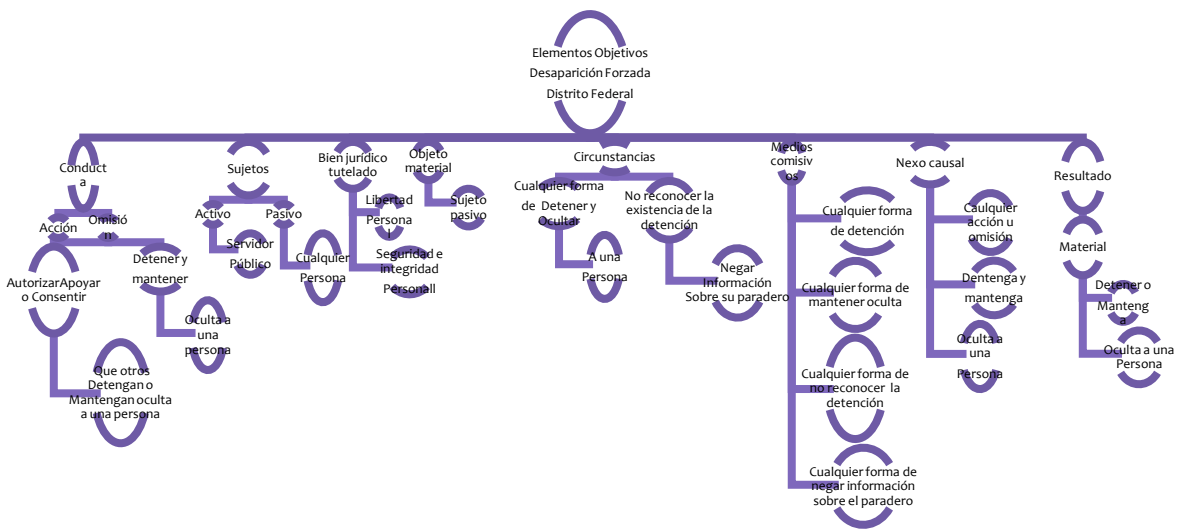 Elementos Objetivos
Desaparición Forzada
Distrito Federal
Conduct
a
Acción
Omisió
n
AutorizarApoyar
o Consentir
Que otros
Detengan o
Mantengan oculta
a una persona
Detener y
mantener
Oculta a
una
persona
Sujetos
Activo
Servidor
Público
Pasivo
Cualquier
Persona
Bien jurídico
tutelado
Libertad
Persona
l
Seguridad e
integridad
Personall
Objeto
material
Sujeto
pasivo
Circunstancias
Cualquier forma
de Detener y
Ocultar
A una
Persona
No reconocer la
existencia de la
detención
Negar
Información
Sobre su paradero
Medios
comisiv
os
Cualquier forma
de detención
Cualquier forma de
mantener oculta
Cualquier forma de
no reconocer la
detención
Cualquier forma de
negar información
sobre el paradero
Nexo causal
Caulquier
acción u
omisión
Dentenga y
mantenga
Oculta a
una
Persona
Resultado
Material
Detener o
Manteng
a
Oculta a una
Persona